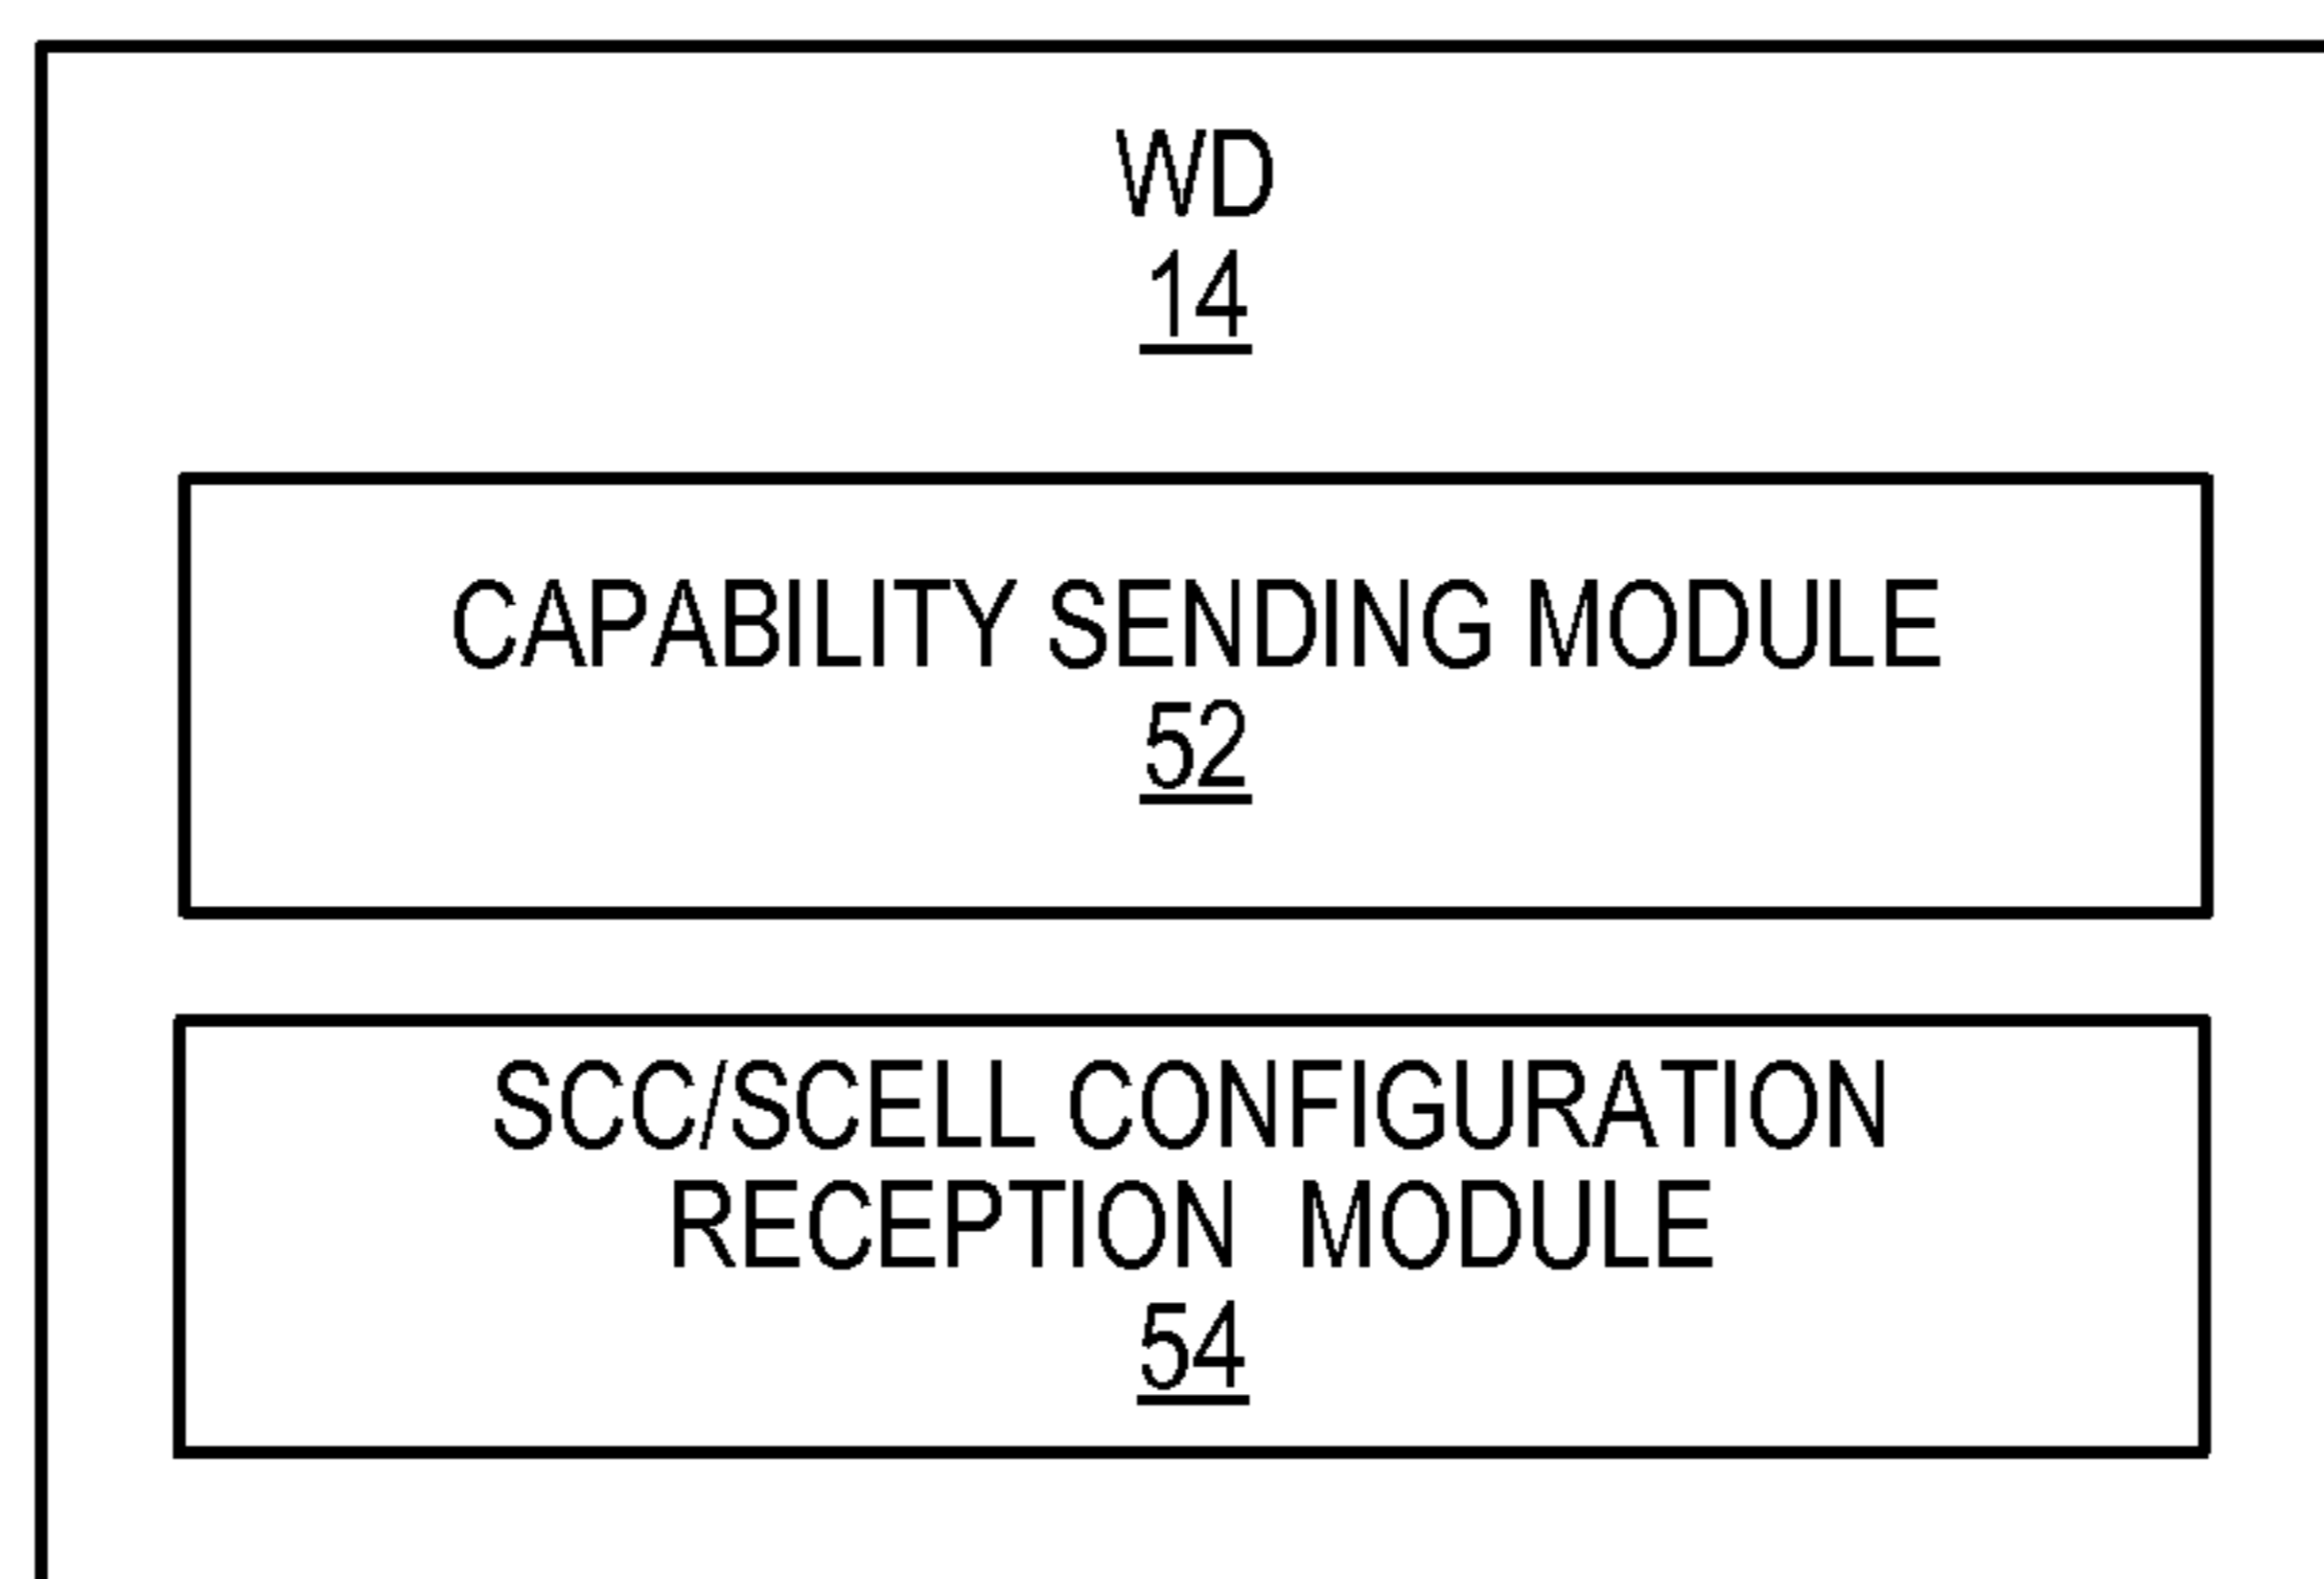 WD
14
CAPABILITY SENDING MODULE
52
SCC/SCELL CONFIGURATION
RECEPTION MODULE
54